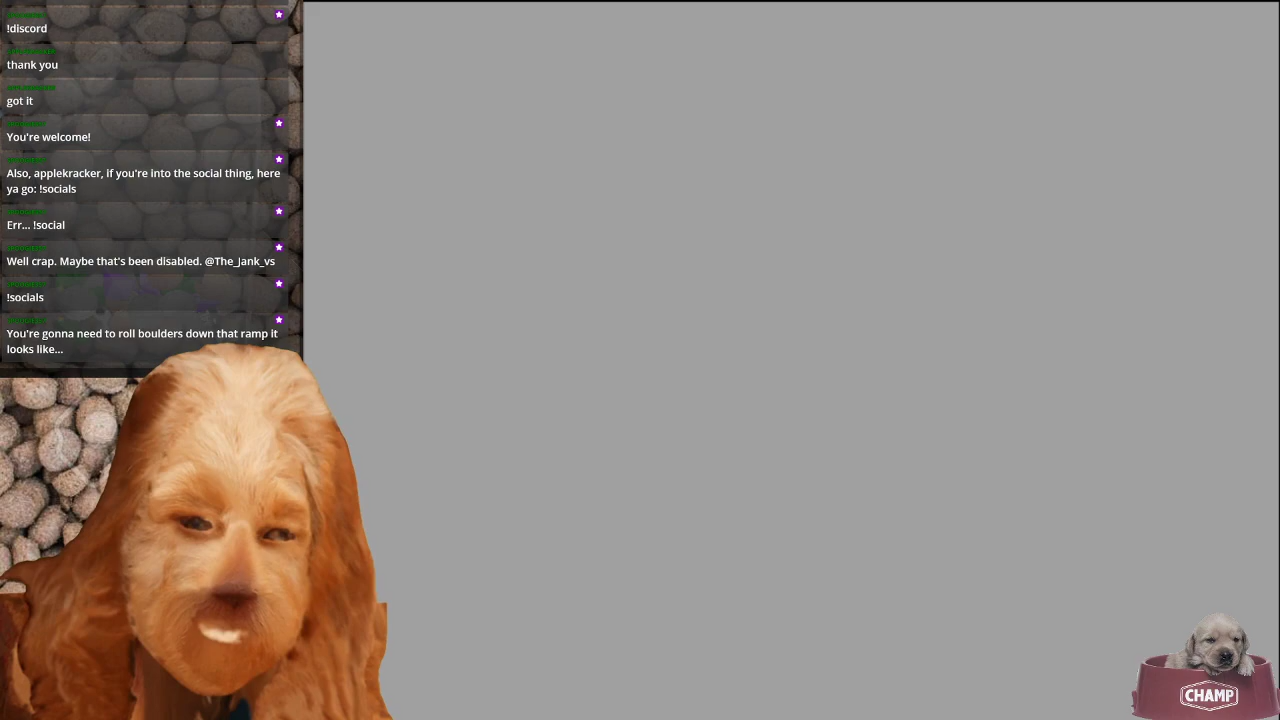 !discord
thank you
got it
You're welcome!
Also, applekracker, if you're into the social thing, here
ya go: !socials
Err... !social
Well crap. Maybe that's been disabled. @The_Jank_vs
!socials
You're gonna need to roll boulders down that ramp it
looks like...
CHAMP